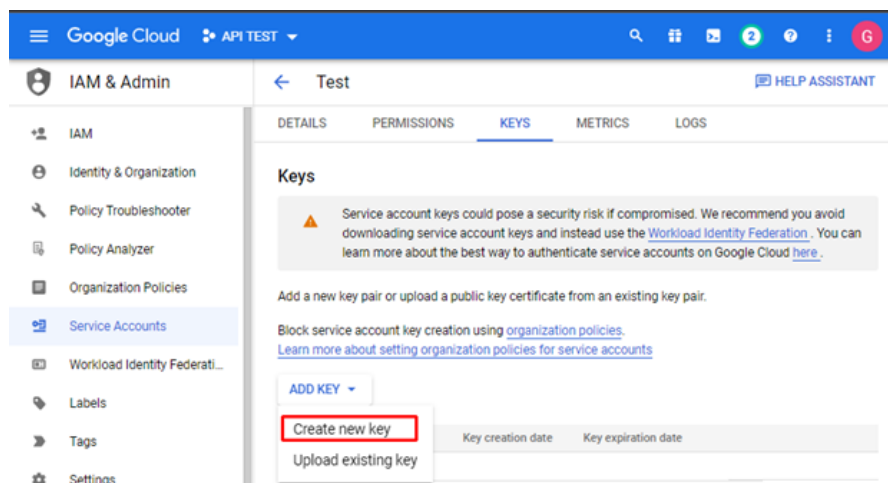 Google Cloud API TEST 2 G
IAM & Admin
Test
HELP ASSISTANT
IAM
Identity & Organization
Policy Troubleshooter
Policy Analyzer
Organization Policies
Service Accounts
Workload Identity Federati...
Labels
Tags
Settings
DETAILS PERMISSIONS KEYS METRICS LOGS
Keys
Service account keys could pose a security risk if compromised. We recommend you avoid
downloading service account keys and instead use the Workload Identity Federation . You can
learn more about the best way to authenticate service accounts on Google Cloud here .
Add a new key pair or upload a public key certificate from an existing key pair.
Block service account key creation using organization policies.
Learn more about setting organization policies for service accounts
ADD KEY
Create new key
Upload existing key
Key creation date Key expiration date